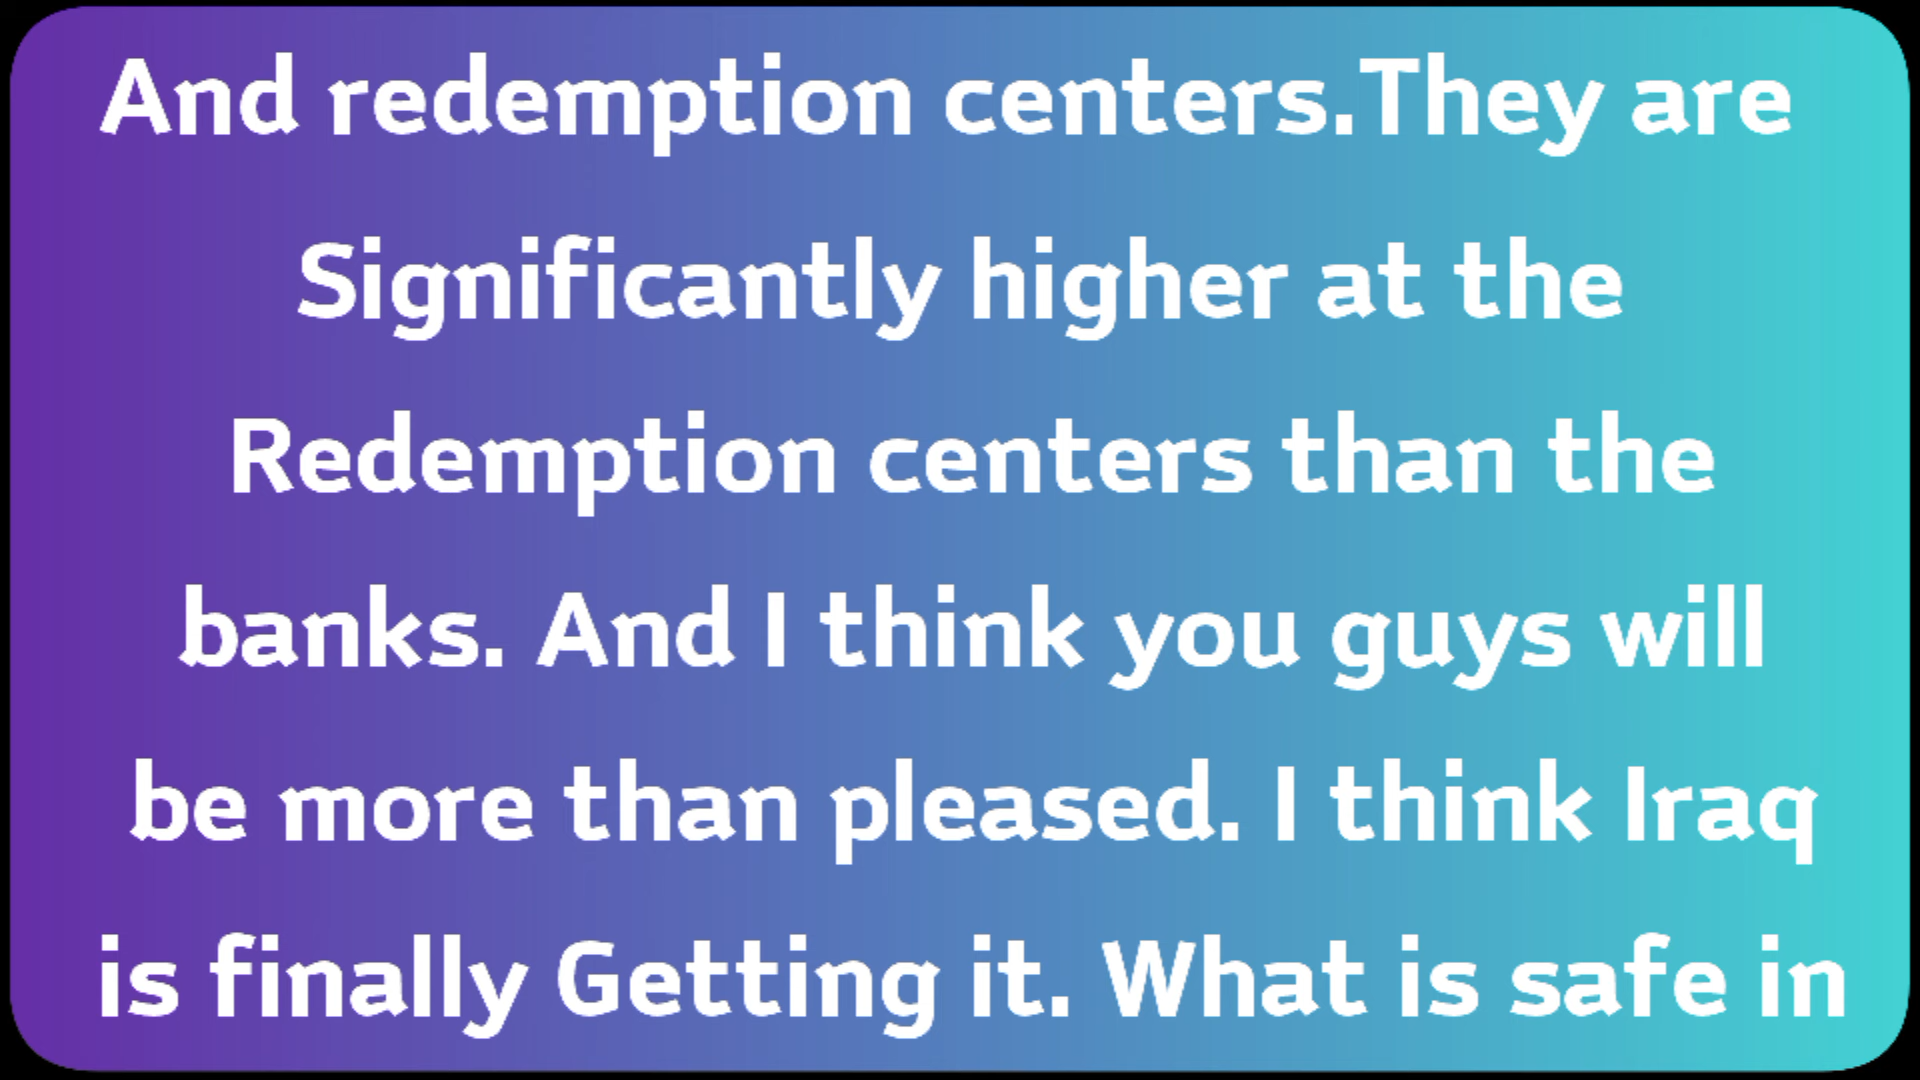 And redemption centers.They are
Significantly higher at the
Redemption centers than the
banks. And I think you guys will
be more than pleased. I think Iraq
is finally Getting it. What is safe in